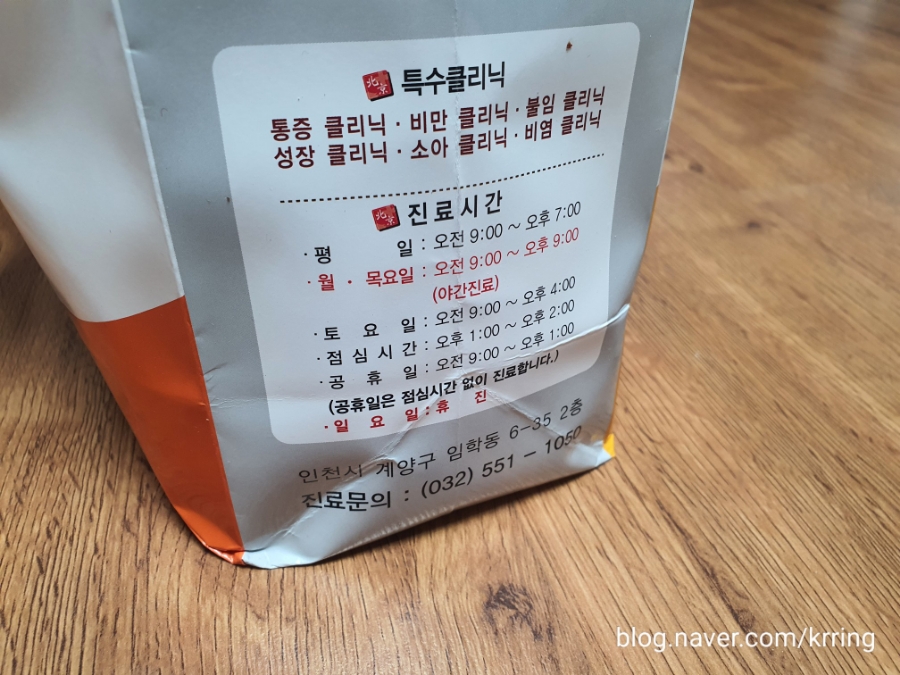 北京 특수클리닉
통증 클리닉 · 비만 클리닉 · 불임 클리닉
성장 클리닉 · 소아 클리닉 · 비염 클리닉
北京 진료시간
· 평 일 : 오전 9:00 ~ 오후 7:00
· 월 · 목요일 : 오전 9:00 ~ 오후 9:00
(야간진료)
· 토 요 일 : 오전 9:00 ~ 오후 4:00
· 점심시간 : 오후 1:00 ~ 오후 2:00
· 공 휴 일 : 오전 9:00 ~ 오후 1:00
(공휴일은 점심시간 없이 진료합니다.)
· 일 요 일 : 휴 진
인천시 계양구 임학동 6-35 2층
진료문의 : (032) 551 - 1050
blog.naver.com/krring